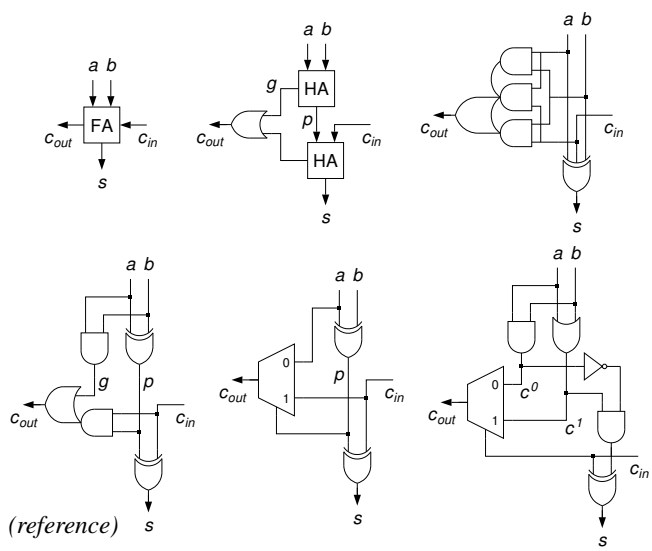 a b
FA
c_out c_in
s
a b
g HA
p
c_out c_in
HA
s
a b
c_out c_in
s
a b
g p
c_out c_in
s
(reference)
a b
0
p
c_out 1 c_in
s
a b
0
c^0
c_out 1 c^1
c_in
s